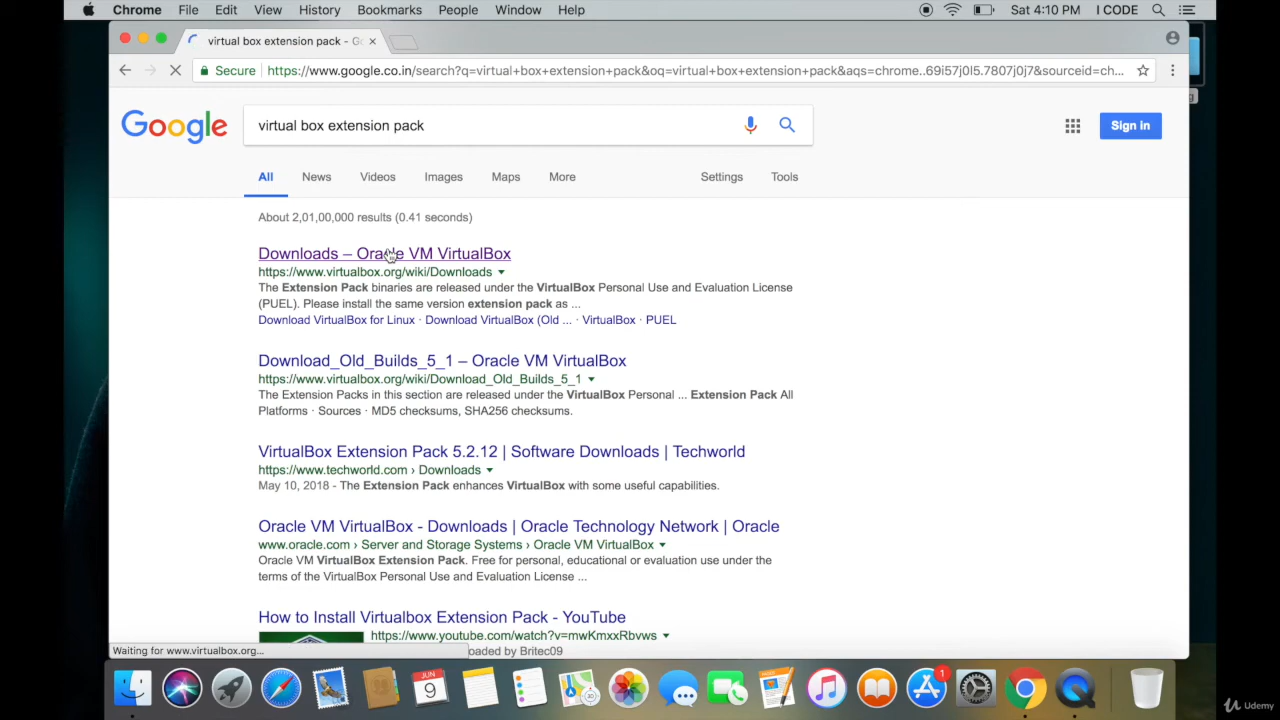 Chrome File Edit View History Bookmarks People Window Help Sat 4:10 PM I CODE
virtual box extension pack - Go
Secure https://www.google.co.in/search?q=virtual+box+extension+pack&oq=virtual+box+extension+pack&aqs=chrome..69i57j0l5.7807j0j7&sourceid=ch...
Google virtual box extension pack Sign in
All News Videos Images Maps More Settings Tools
About 2,01,00,000 results (0.41 seconds)
Downloads – Oracle VM VirtualBox
https://www.virtualbox.org/wiki/Downloads
The Extension Pack binaries are released under the VirtualBox Personal Use and Evaluation License
(PUEL). Please install the same version extension pack as ...
Download VirtualBox for Linux · Download VirtualBox (Old ... · VirtualBox · PUEL
Download_Old_Builds_5_1 – Oracle VM VirtualBox
https://www.virtualbox.org/wiki/Download_Old_Builds_5_1
The Extension Packs in this section are released under the VirtualBox Personal ... Extension Pack All
Platforms · Sources · MD5 checksums, SHA256 checksums.
VirtualBox Extension Pack 5.2.12 | Software Downloads | Techworld
https://www.techworld.com › Downloads
May 10, 2018 - The Extension Pack enhances VirtualBox with some useful capabilities.
Oracle VM VirtualBox - Downloads | Oracle Technology Network | Oracle
www.oracle.com › Server and Storage Systems › Oracle VM VirtualBox
Oracle VM VirtualBox Extension Pack. Free for personal, educational or evaluation use under the
terms of the VirtualBox Personal Use and Evaluation License ...
How to Install Virtualbox Extension Pack - YouTube
https://www.youtube.com/watch?v=mwKmxxRbvws
Waiting for www.virtualbox.org... oaded by Britec09
JUN
9
1
Udemy